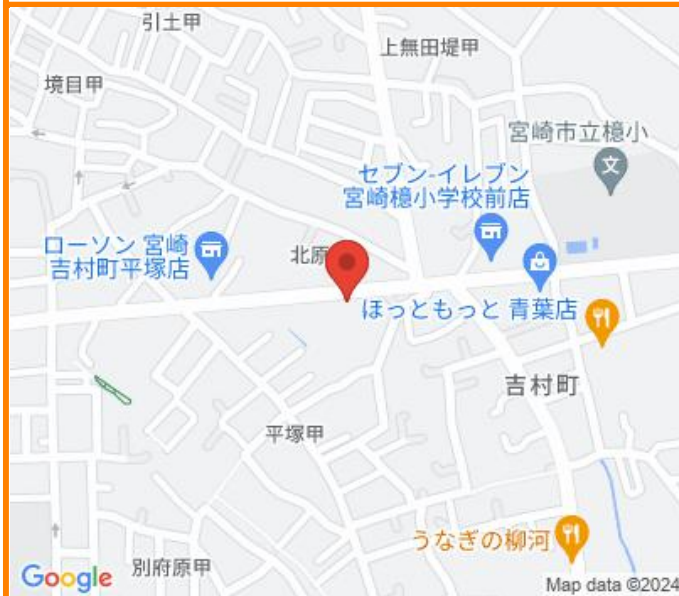 引土甲
上無田堤甲
境目甲
宮崎市立檍小
セブン-イレブン
宮崎檍小学校前店
ローソン 宮崎
吉村町平塚店
北原
ほっともっと 青葉店
吉村町
平塚甲
うなぎの柳河
別府原甲
Google
Map data ©2024